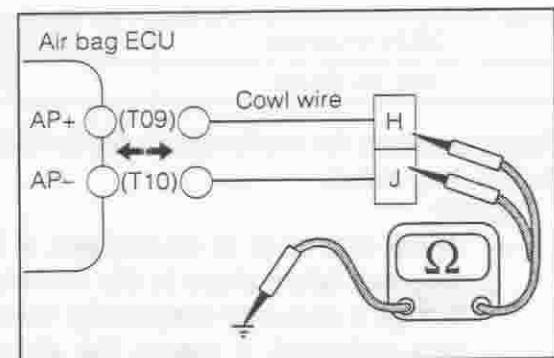 Air bag ECU
Cowl wire
AP+ (T09) H
AP– (T10) J
Ω